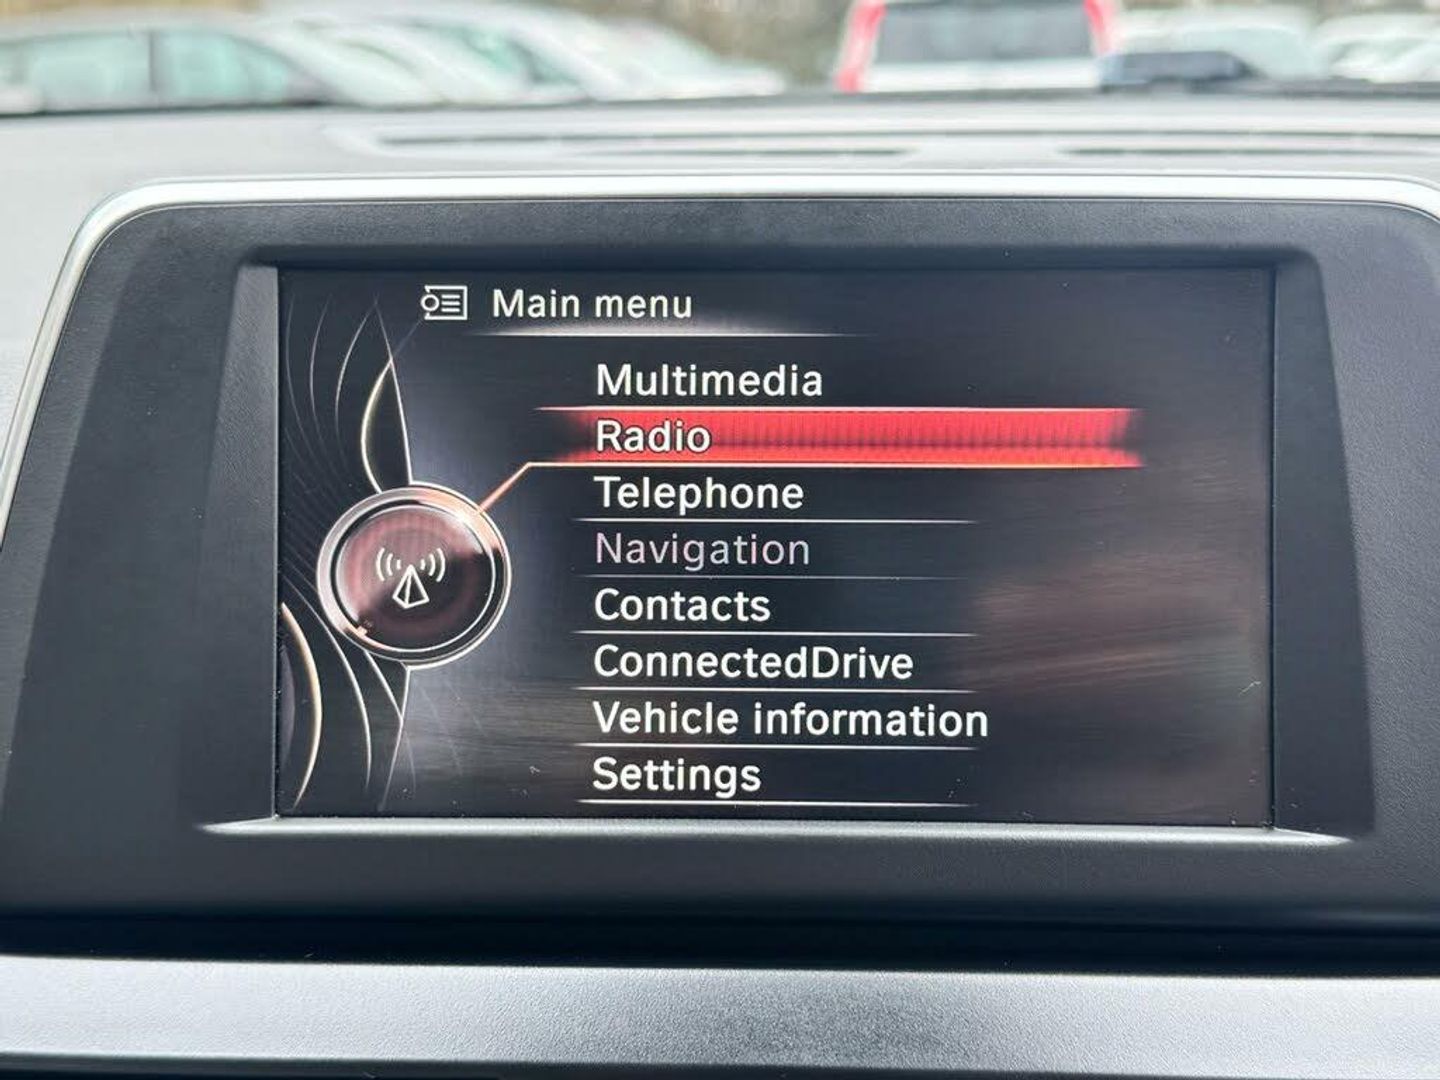 Main menu
Multimedia
Radio
Telephone
Navigation
Contacts
ConnectedDrive
Vehicle information
Settings